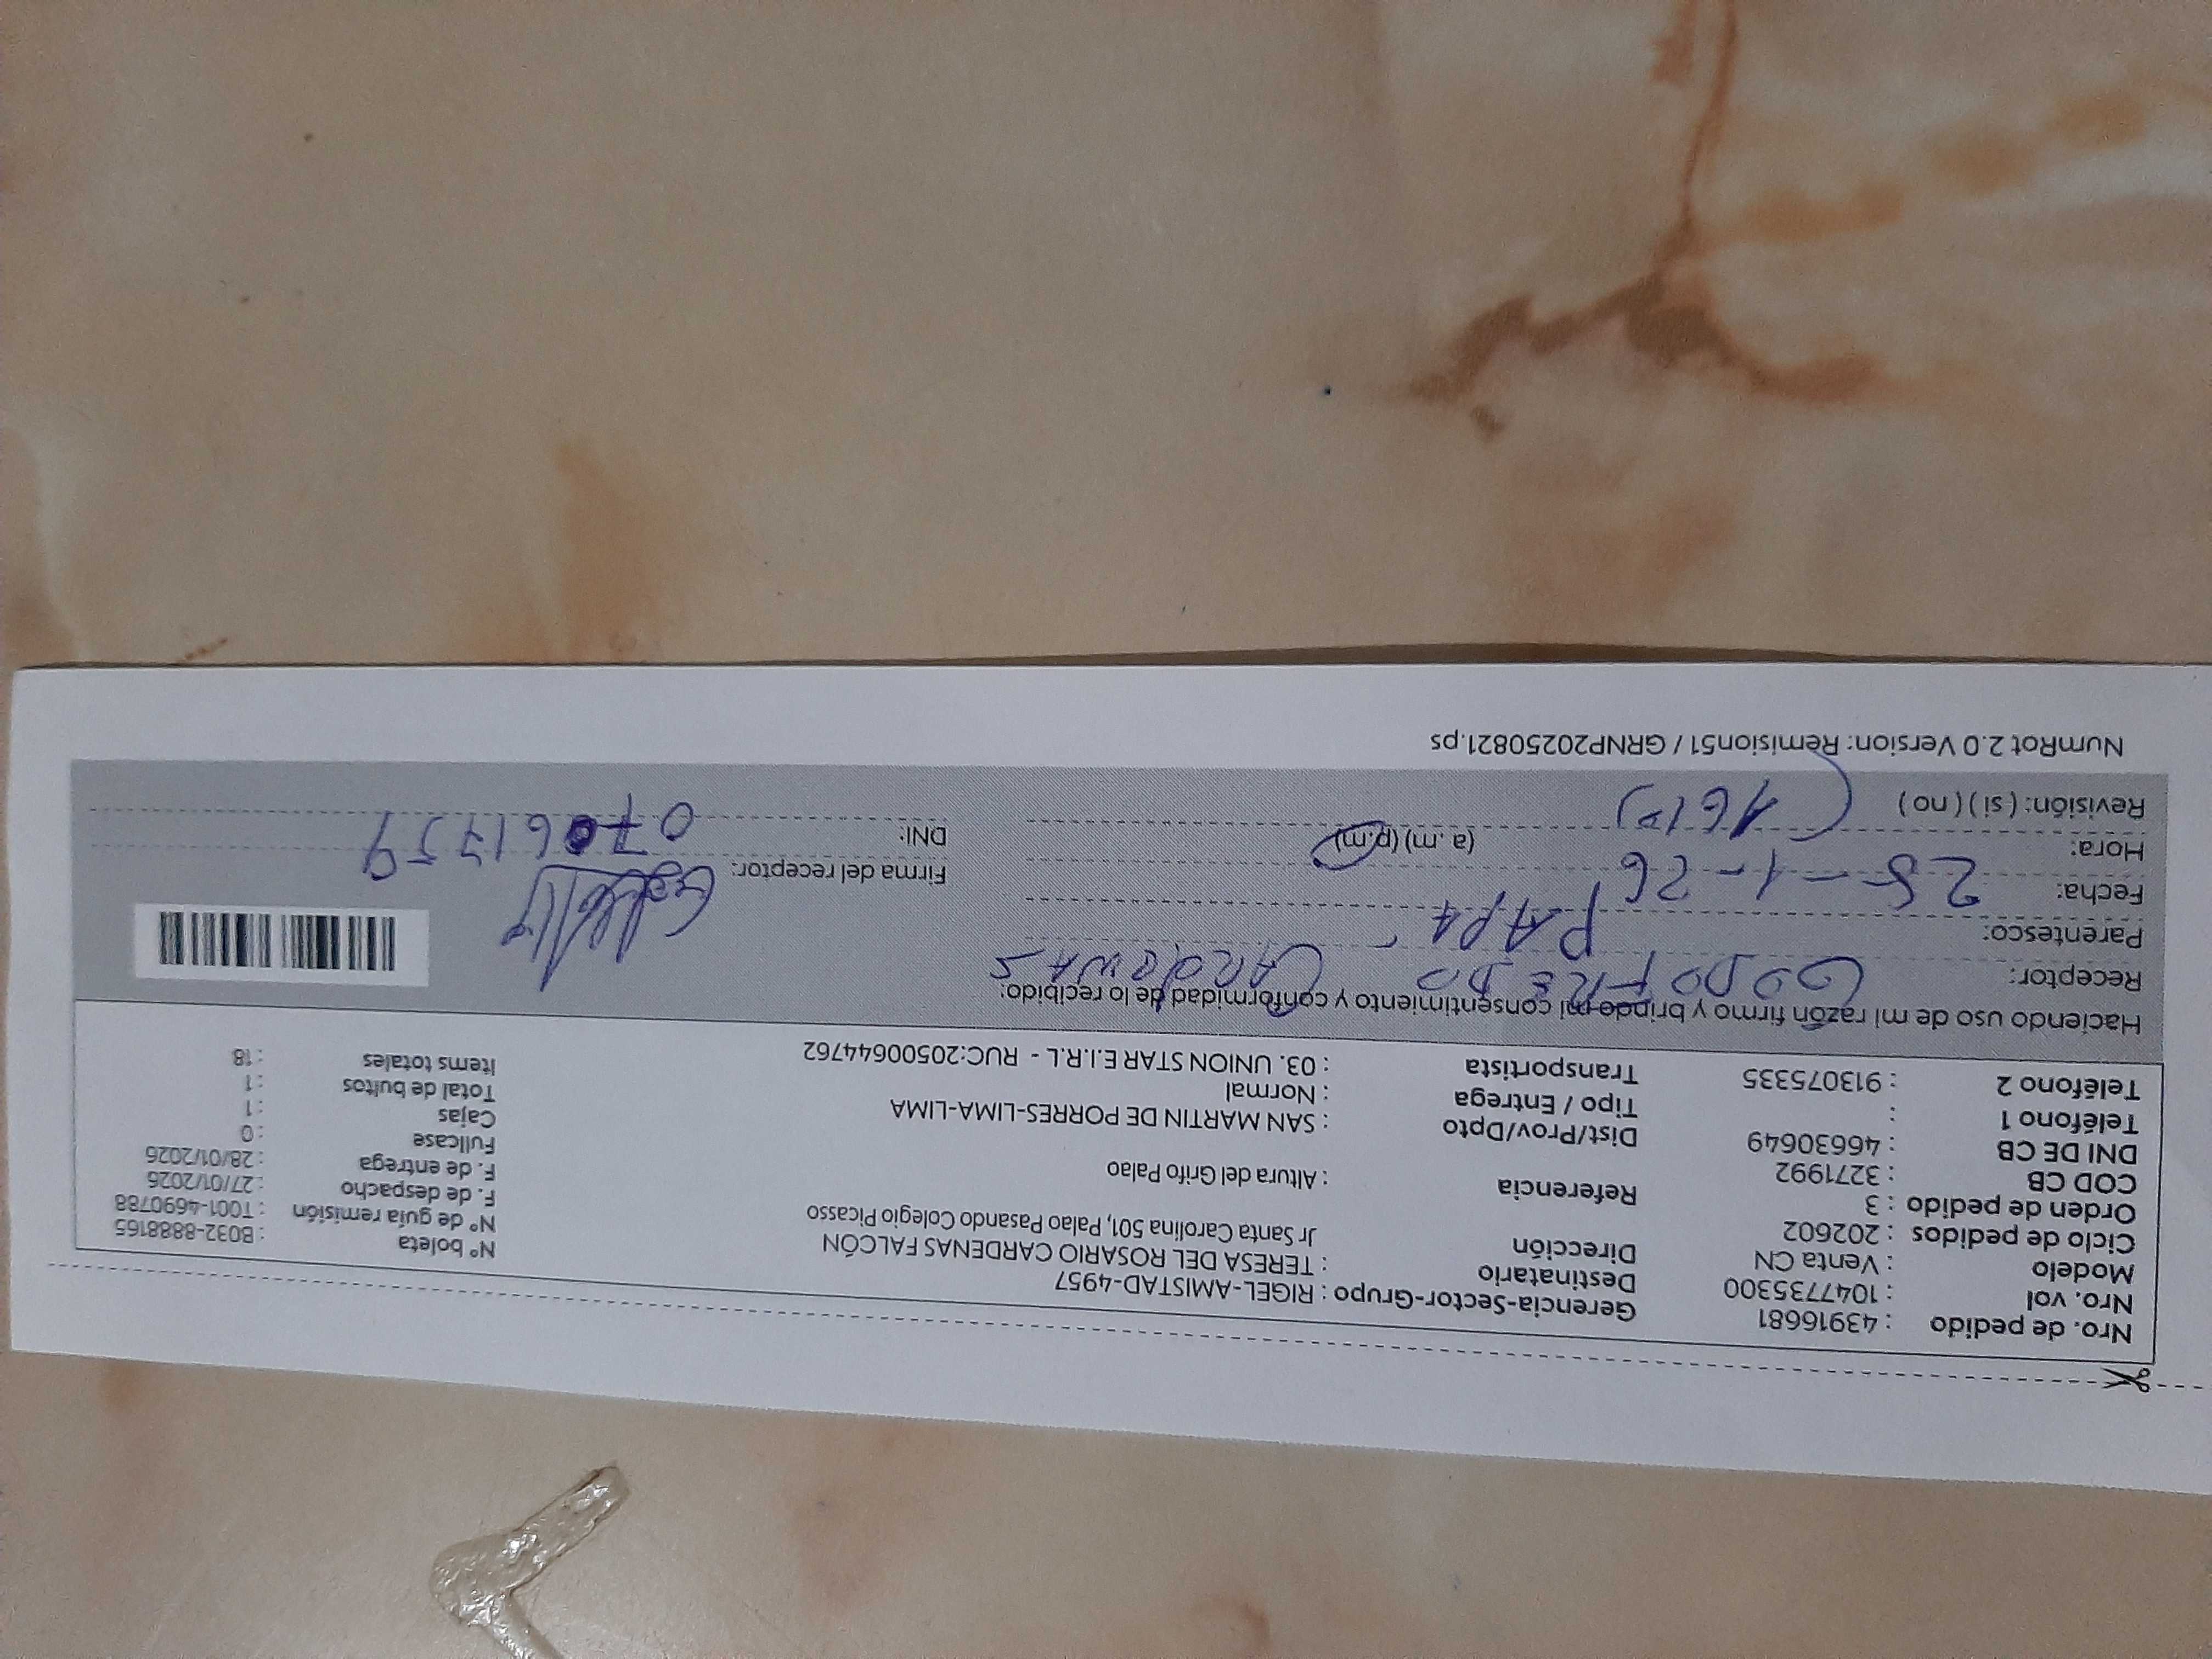 Nro. de pedido : 43916681
Nro. vol : 1047735300
Modelo : Venta CN
Ciclo de pedidos : 202602
Orden de pedido : 3
COD CB : 3271992
DNI DE CB : 46630649
Teléfono 1 :
Teléfono 2 : 913075335
Gerencia-Sector-Grupo : RIGEL-AMISTAD-4957
Destinatario : TERESA DEL ROSARIO CARDENAS FALCÓN
Dirección Jr Santa Carolina 501, Palao Pasando Colegio Picasso
Referencia : Altura del Grifo Palao
Dist/Prov/Dpto : SAN MARTIN DE PORRES-LIMA-LIMA
Tipo / Entrega : Normal
Transportista : 03. UNION STAR E.I.R.L - RUC:20500644762
Nº boleta : B032-8888165
Nº de guía remisión : T001-4690788
F. de despacho : 27/01/2026
F. de entrega : 28/01/2026
Fullcase : 0
Cajas : 1
Total de bultos : 1
Items totales : 18
Haciendo uso de mi razón firmo y brindo mi consentimiento y conformidad de lo recibido:
Receptor: GODOFREDO
Parentesco: PAPA
Fecha: 28-1-26
Hora: (a.m) (p.m)
Revisión: ( si ) ( no )
Firma del receptor:
DNI:
NumRot 2.0 Version: Remision51 / GRNP20250821.ps